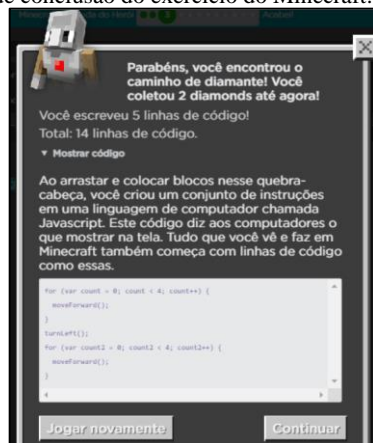 de conclusão do exercício do Minecraft.
Parabéns, você encontrou o
caminho de diamante! Você
coletou 2 diamonds até agora!
Você escreveu 5 linhas de código!
Total: 14 linhas de código.
▼ Mostrar código
Ao arrastar e colocar blocos nesse quebra-
cabeça, você criou um conjunto de instruções
em uma linguagem de computador chamada
Javascript. Este código diz aos computadores o
que mostrar na tela. Tudo que você vê e faz em
Minecraft também começa com linhas de código
como essas.
for (var count = 0; count < 4; count++) {
moveForward();
}
turnLeft();
for (var count2 = 0; count2 < 4; count2++) {
moveForward();
}
Jogar novamente
Continuar